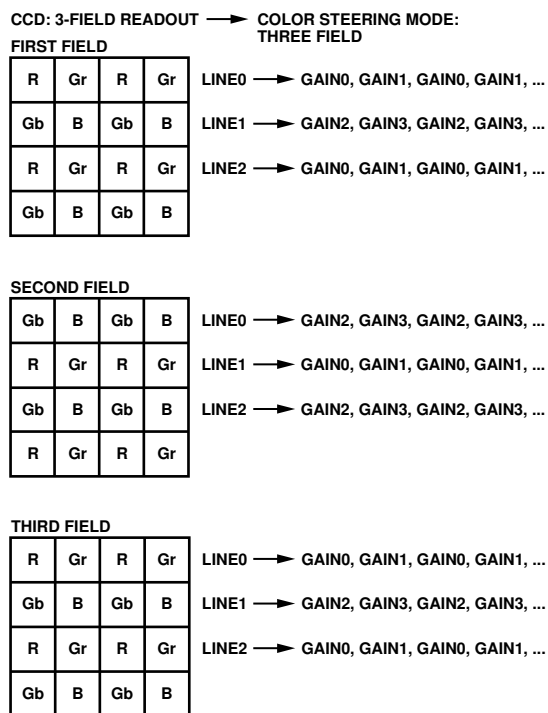 CCD: 3-FIELD READOUT → COLOR STEERING MODE:
THREE FIELD
FIRST FIELD
R Gr R Gr LINE0 → GAIN0, GAIN1, GAIN0, GAIN1, ...
Gb B Gb B LINE1 → GAIN2, GAIN3, GAIN2, GAIN3, ...
R Gr R Gr LINE2 → GAIN0, GAIN1, GAIN0, GAIN1, ...
Gb B Gb B
SECOND FIELD
Gb B Gb B LINE0 → GAIN2, GAIN3, GAIN2, GAIN3, ...
R Gr R Gr LINE1 → GAIN0, GAIN1, GAIN0, GAIN1, ...
Gb B Gb B LINE2 → GAIN2, GAIN3, GAIN2, GAIN3, ...
R Gr R Gr
THIRD FIELD
R Gr R Gr LINE0 → GAIN0, GAIN1, GAIN0, GAIN1, ...
Gb B Gb B LINE1 → GAIN2, GAIN3, GAIN2, GAIN3, ...
R Gr R Gr LINE2 → GAIN0, GAIN1, GAIN0, GAIN1, ...
Gb B Gb B